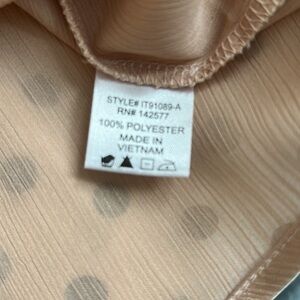 STYLE# IT91089-A
RN# 142577
100% POLYESTER
MADE IN
VIETNAM